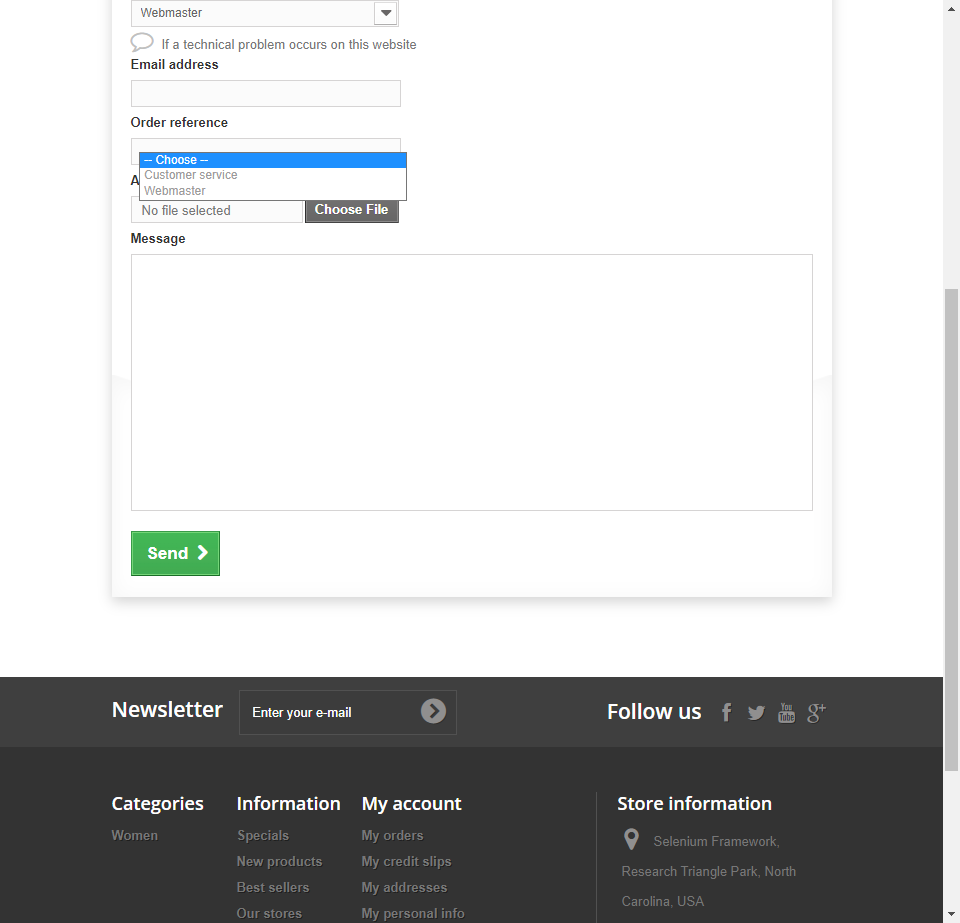 Webmaster
If a technical problem occurs on this website
Email address
Order reference
-- Choose --
Customer service
Webmaster
A
No file selected
Choose File
Message
Send
Newsletter
Enter your e-mail
Follow us
You
Tube
g+
Categories
Women
Information
Specials
New products
Best sellers
Our stores
My account
My orders
My credit slips
My addresses
My personal info
Store information
Selenium Framework,
Research Triangle Park, North
Carolina, USA